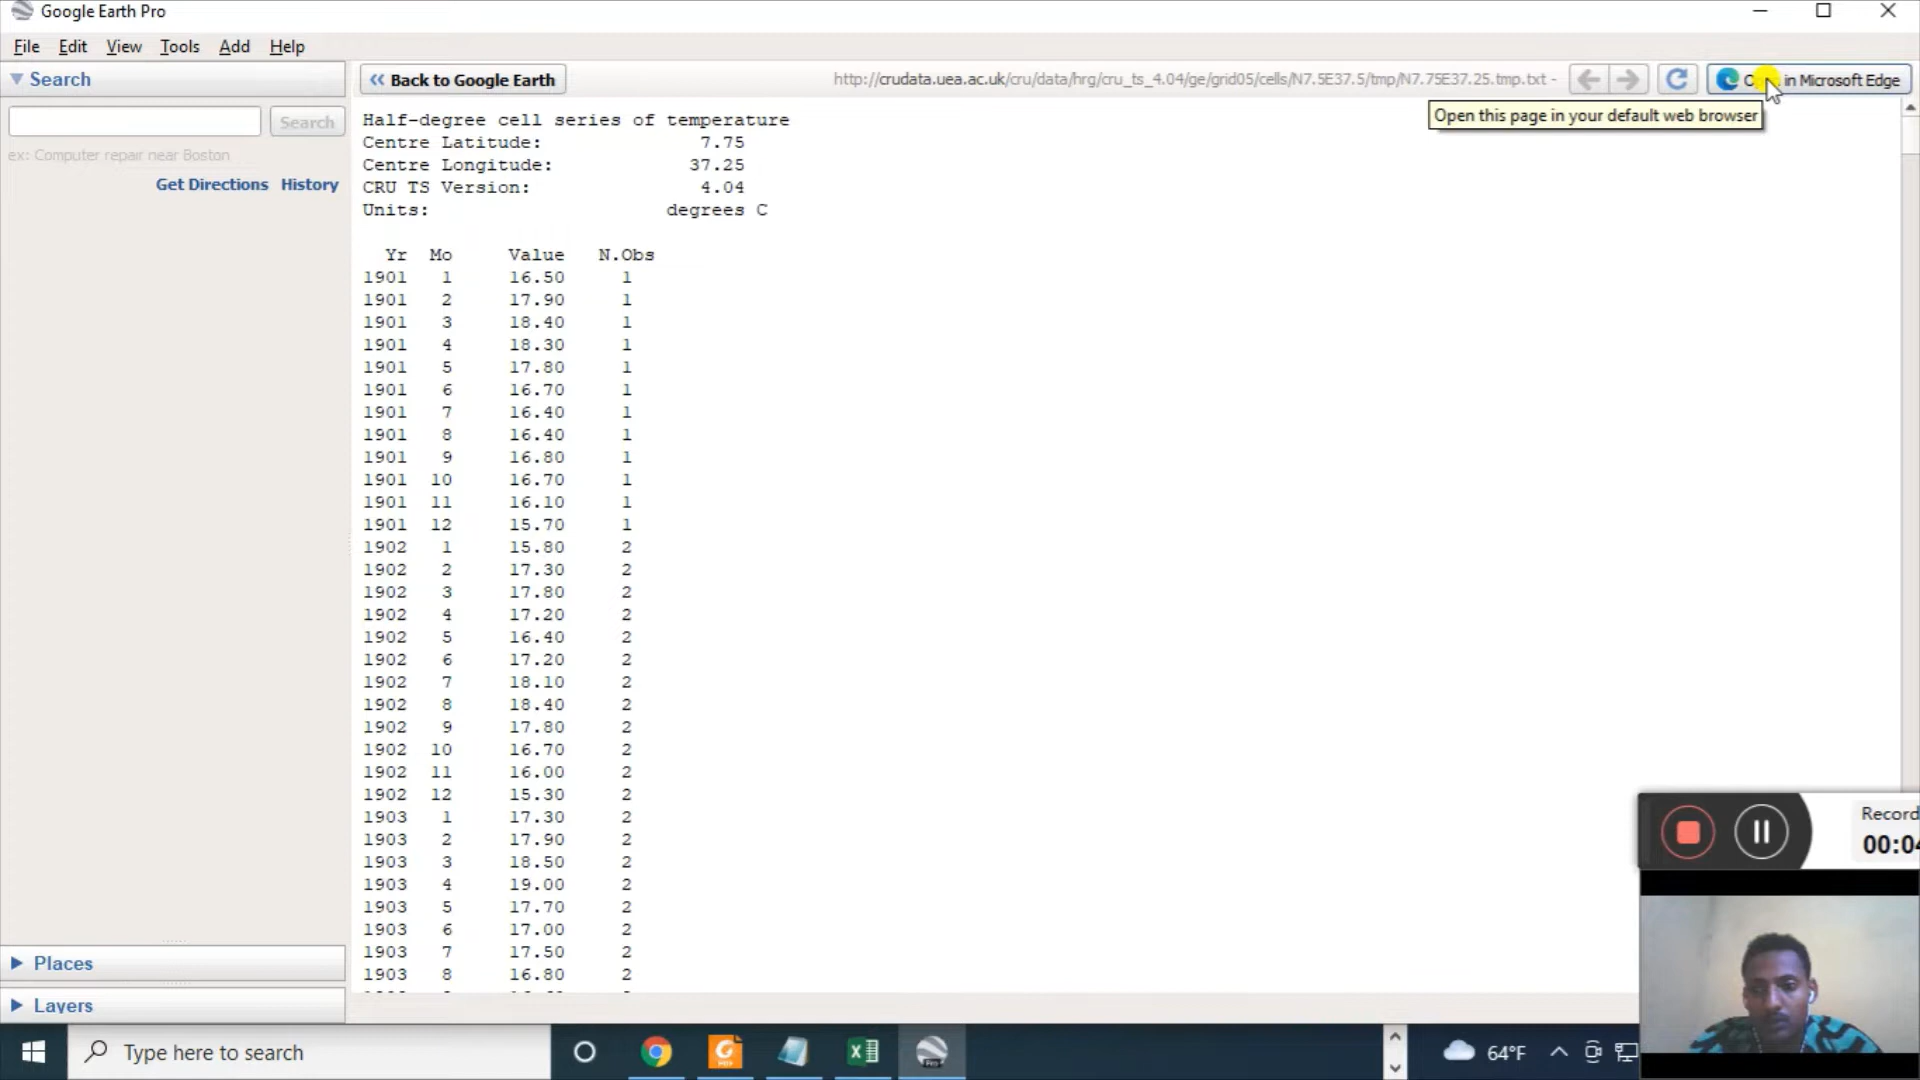 Google Earth Pro
File Edit View Tools Add Help
Search
Search
ex: Computer repair near Boston
Get Directions History
Back to Google Earth
http://crudata.uea.ac.uk/cru/data/hrg/cru_ts_4.04/ge/grid05/cells/N7.5E37.5/tmp/N7.75E37.25.tmp.txt -
in Microsoft Edge
Open this page in your default web browser
Half-degree cell series of temperature
Centre Latitude: 7.75
Centre Longitude: 37.25
CRU TS Version: 4.04
Units: degrees C
Yr Mo Value N.Obs
1901 1 16.50 1
1901 2 17.90 1
1901 3 18.40 1
1901 4 18.30 1
1901 5 17.80 1
1901 6 16.70 1
1901 7 16.40 1
1901 8 16.40 1
1901 9 16.80 1
1901 10 16.70 1
1901 11 16.10 1
1901 12 15.70 1
1902 1 15.80 2
1902 2 17.30 2
1902 3 17.80 2
1902 4 17.20 2
1902 5 16.40 2
1902 6 17.20 2
1902 7 18.10 2
1902 8 18.40 2
1902 9 17.80 2
1902 10 16.70 2
1902 11 16.00 2
1902 12 15.30 2
1903 1 17.30 2
1903 2 17.90 2
1903 3 18.50 2
1903 4 19.00 2
1903 5 17.70 2
1903 6 17.00 2
1903 7 17.50 2
1903 8 16.80 2
Places
Layers
Record
00:04
Type here to search
64°F